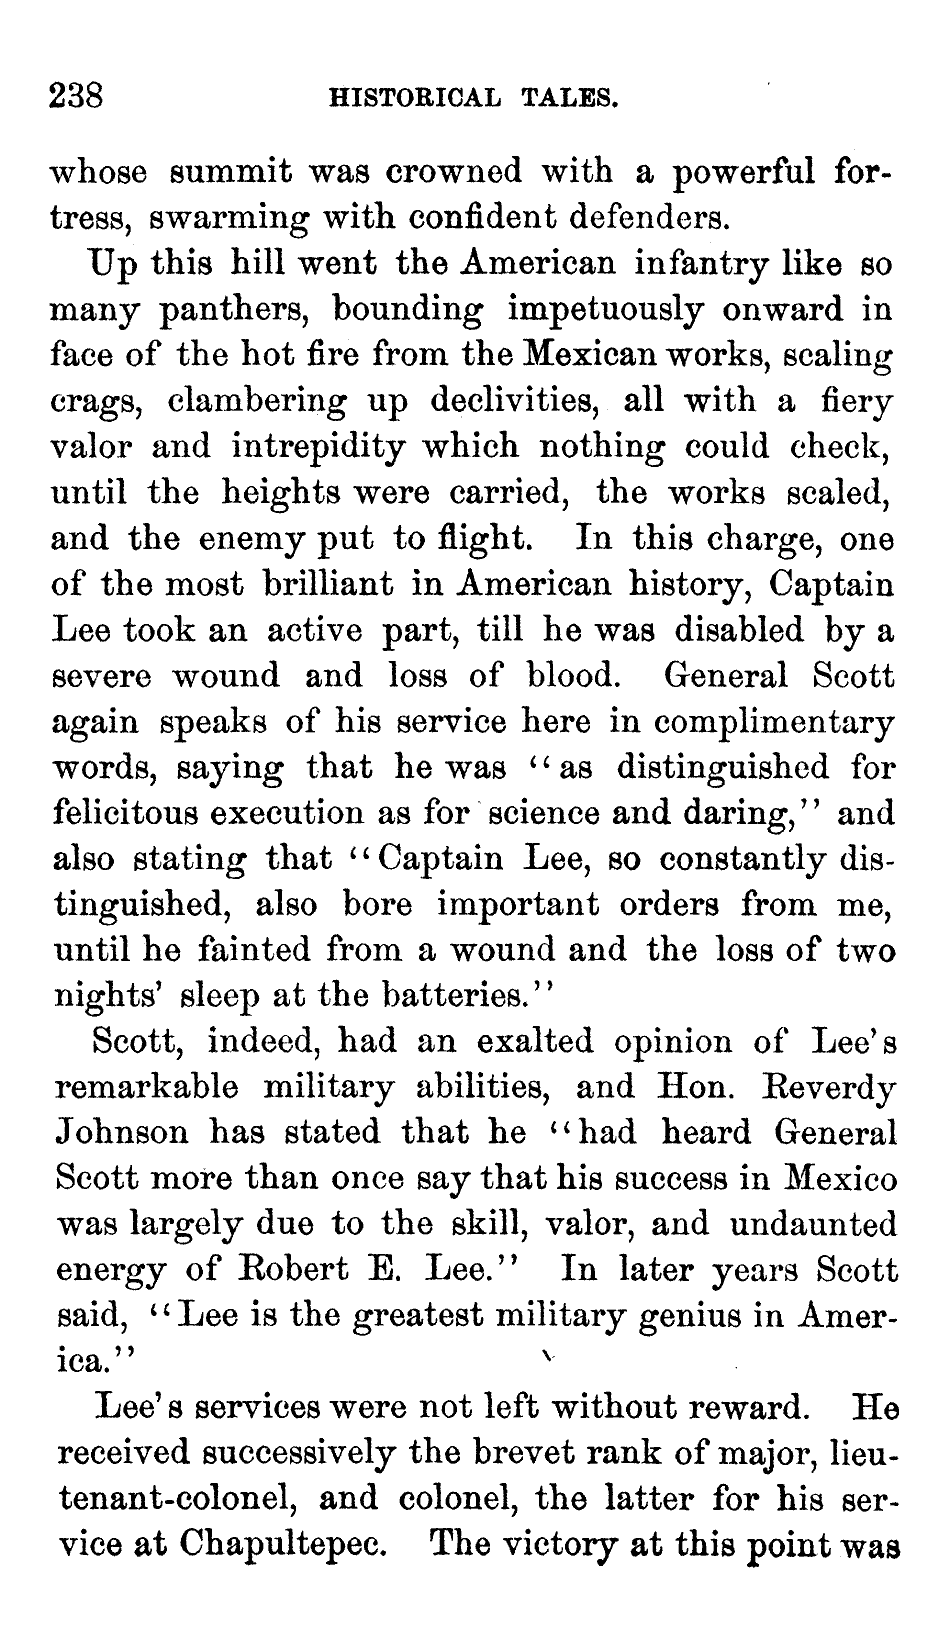 238 HISTORICAL TALES.
whose summit was crowned with a powerful for-
tress, swarming with confident defenders.
Up this hill went the American infantry like so
many panthers, bounding impetuously onward in
face of the hot fire from the Mexican works, scaling
crags, clambering up declivities, all with a fiery
valor and intrepidity which nothing could check,
until the heights were carried, the works scaled,
and the enemy put to flight. In this charge, one
of the most brilliant in American history, Captain
Lee took an active part, till he was disabled by a
severe wound and loss of blood. General Scott
again speaks of his service here in complimentary
words, saying that he was “as distinguished for
felicitous execution as for science and daring,” and
also stating that “Captain Lee, so constantly dis-
tinguished, also bore important orders from me,
until he fainted from a wound and the loss of two
nights’ sleep at the batteries.”
Scott, indeed, had an exalted opinion of Lee’s
remarkable military abilities, and Hon. Reverdy
Johnson has stated that he “had heard General
Scott more than once say that his success in Mexico
was largely due to the skill, valor, and undaunted
energy of Robert E. Lee.” In later years Scott
said, “Lee is the greatest military genius in Amer-
ica.”
Lee’s services were not left without reward. He
received successively the brevet rank of major, lieu-
tenant-colonel, and colonel, the latter for his ser-
vice at Chapultepec. The victory at this point was